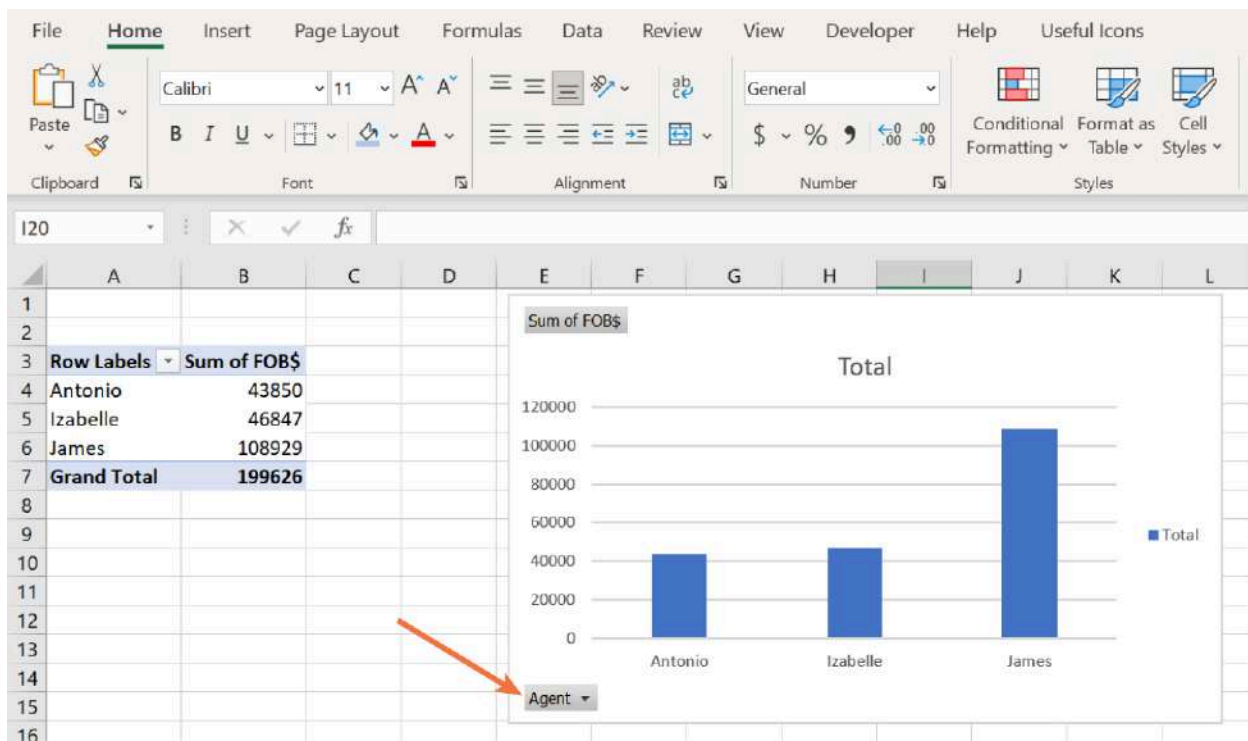 File Home Insert Page Layout Formulas Data Review View Developer Help Useful Icons
Calibri 11 A^ A˅ ab General
Paste B I U A $ % 9 .00 .00 Conditional Format as Cell
Formatting Table Styles
Clipboard Font Alignment Number Styles
I20 fx
A B C D E F G H I J K L
1
2
3 Row Labels Sum of FOB$
4 Antonio 43850
5 Izabelle 46847
6 James 108929
7 Grand Total 199626
8
9
10
11
12
13
14
15
16
Sum of FOB$
Total
120000
100000
80000
60000
40000
20000
0
Antonio Izabelle James
Total
Agent